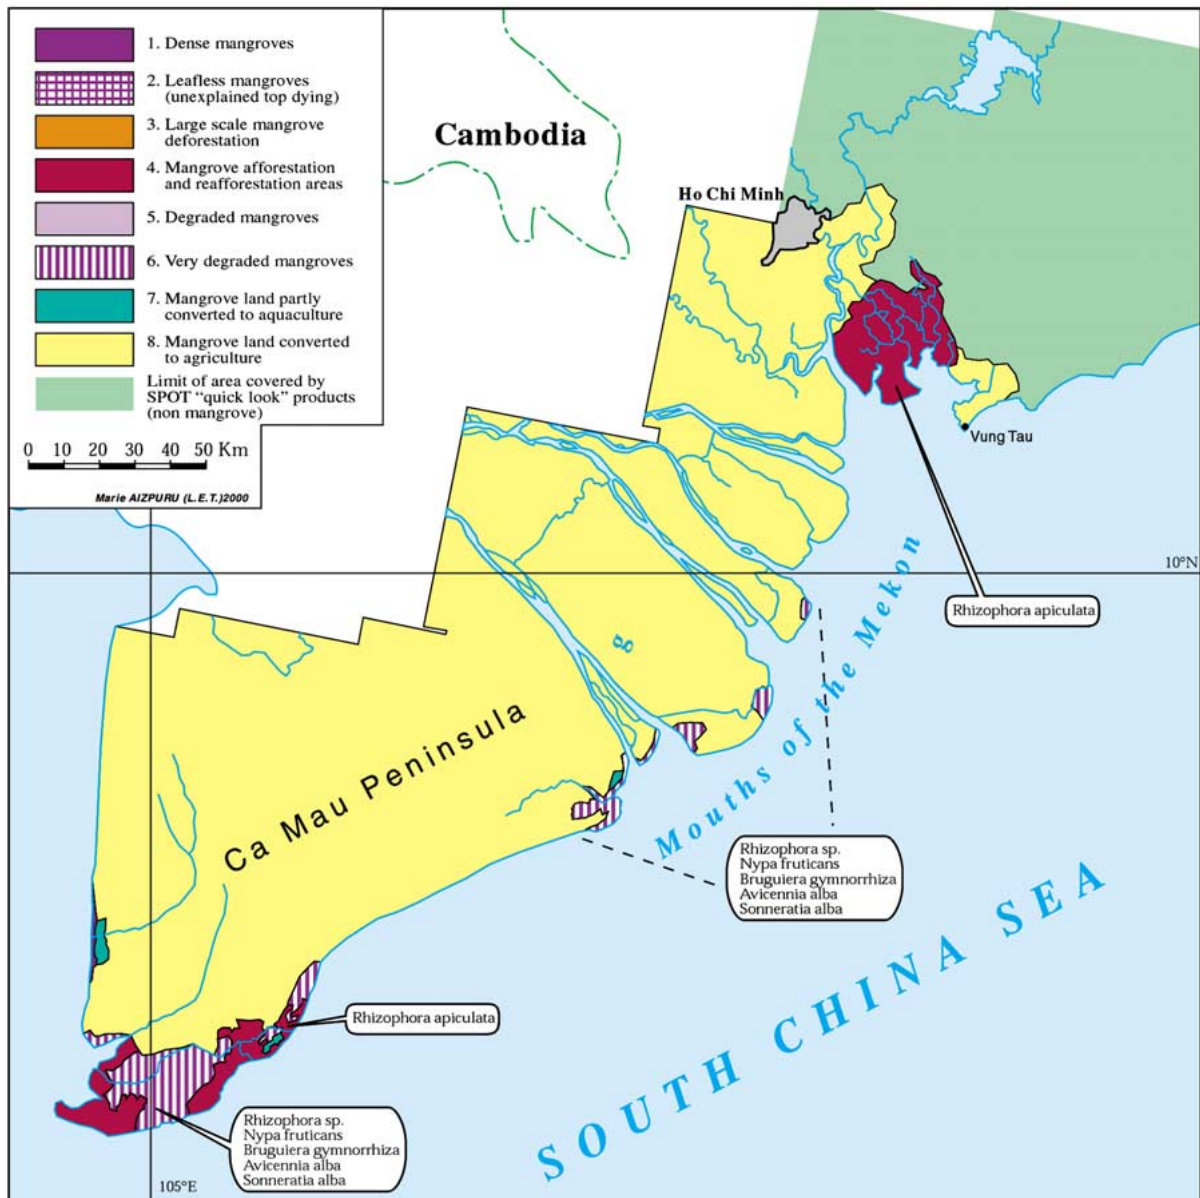 1. Dense mangroves
2. Leafless mangroves
(unexplained top dying)
3. Large scale mangrove
deforestation
4. Mangrove afforestation
and reafforestation areas
5. Degraded mangroves
6. Very degraded mangroves
7. Mangrove land partly
converted to aquaculture
8. Mangrove land converted
to agriculture
Limit of area covered by
SPOT "quick look" products
(non mangrove)
0 10 20 30 40 50 Km
Marie AIZPURU (L.E.T.)2000
Cambodia
Ho Chi Minh
Vung Tau
10°N
Rhizophora apiculata
Mouths of the Mekon
g
Ca Mau Peninsula
Rhizophora sp.
Nypa fruticans
Bruguiera gymnorrhiza
Avicennia alba
Sonneratia alba
SOUTH CHINA SEA
Rhizophora apiculata
Rhizophora sp.
Nypa fruticans
Bruguiera gymnorrhiza
Avicennia alba
Sonneratia alba
105°E